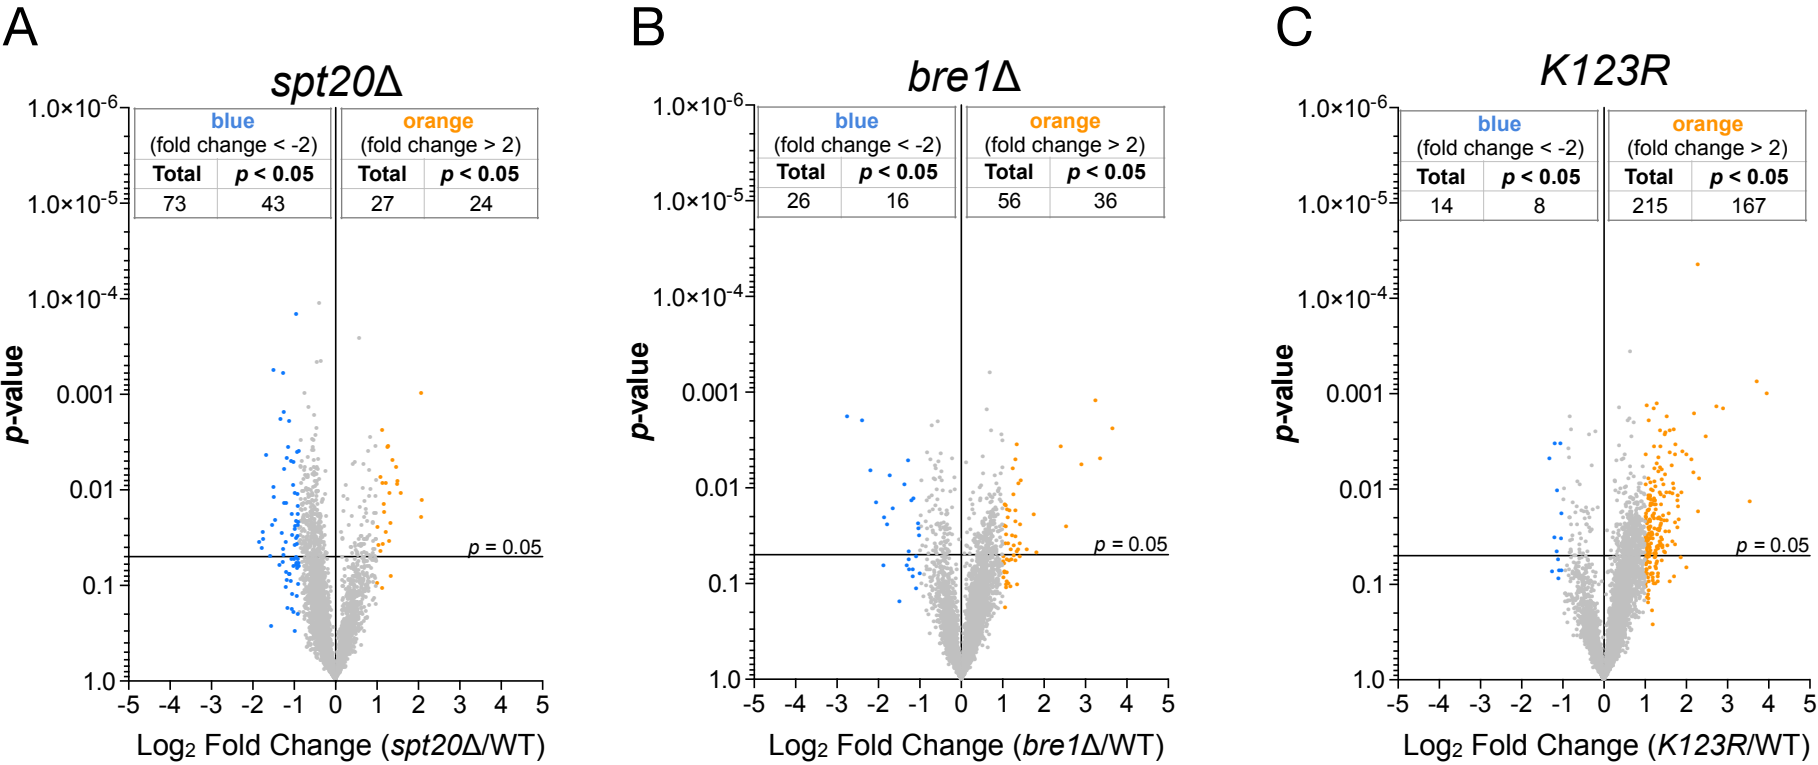 A
B
C
spt20Δ
bre1Δ
K123R
blue
(fold change < -2)
Total
p < 0.05
73
43
orange
(fold change > 2)
Total
p < 0.05
27
24
1.0×10-6
1.0×10-5
1.0×10-4
0.001
0.01
0.1
1.0
p-value
p = 0.05
-5 -4 -3 -2 -1 0 1 2 3 4 5
Log2 Fold Change (spt20Δ/WT)
blue
(fold change < -2)
Total
p < 0.05
26
16
orange
(fold change > 2)
Total
p < 0.05
56
36
1.0×10-6
1.0×10-5
1.0×10-4
0.001
0.01
0.1
1.0
p-value
p = 0.05
-5 -4 -3 -2 -1 0 1 2 3 4 5
Log2 Fold Change (bre1Δ/WT)
blue
(fold change < -2)
Total
p < 0.05
14
8
orange
(fold change > 2)
Total
p < 0.05
215
167
1.0×10-6
1.0×10-5
1.0×10-4
0.001
0.01
0.1
1.0
p-value
p = 0.05
-5 -4 -3 -2 -1 0 1 2 3 4 5
Log2 Fold Change (K123R/WT)